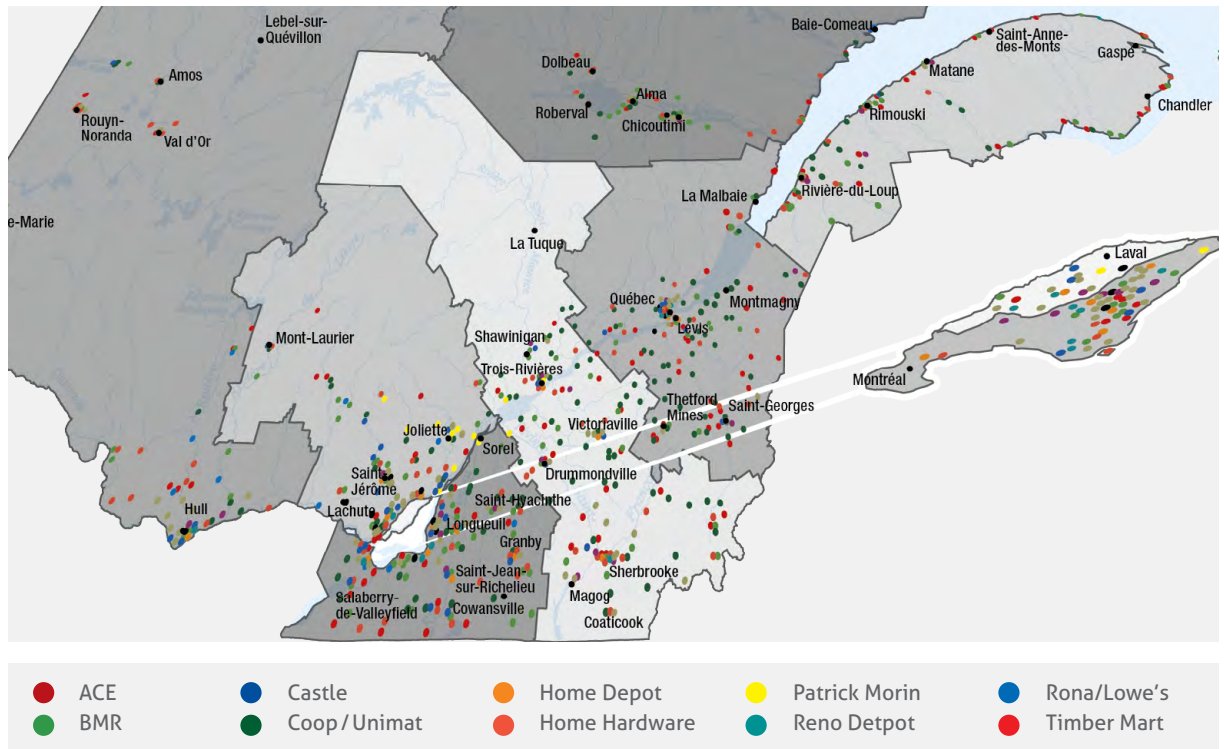 Lebel-sur-
Quévillon
Baie-Comeau
Saint-Anne-
des-Monts
Gaspé
Dolbeau
Matane
Amos
Alma
Roberval
Chandler
Rimouski
Rouyn-
Noranda
Chicoutimi
Val d'Or
La Malbaie
Rivière-du-Loup
e-Marie
La Tuque
Laval
Québec
Montmagny
Lévis
Mont-Laurier
Shawinigan
Trois-Rivières
Montréal
Thetford
Mines
Saint-Georges
Victoriaville
Joliette
Sorel
Drummondville
Saint-
Jérôme
Saint-Hyacinthe
Lachute
Hull
Longueuil
Granby
Saint-Jean-
sur-Richelieu
Sherbrooke
Salaberry-
de-Valleyfield
Magog
Cowansville
Coaticook
ACE
Castle
Home Depot
Patrick Morin
Rona/Lowe's
BMR
Coop/Unimat
Home Hardware
Reno Detpot
Timber Mart